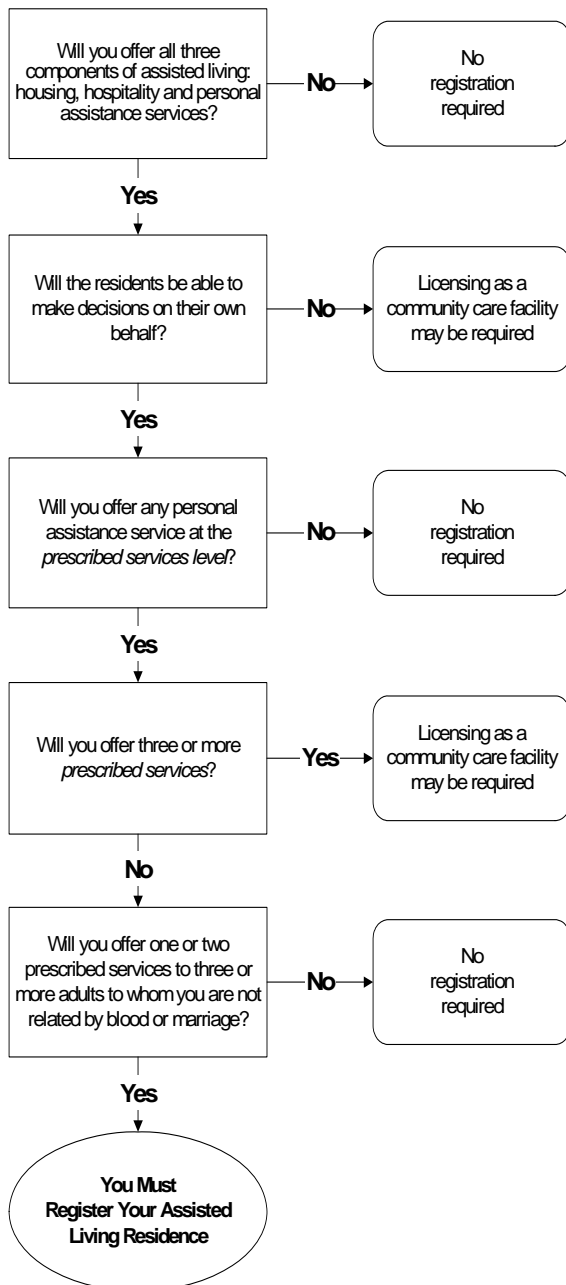 Will you offer all three
components of assisted living:
housing, hospitality and personal
assistance services?
No
No
registration
required
Yes
Will the residents be able to
make decisions on their own
behalf?
No
Licensing as a
community care facility
may be required
Yes
Will you offer any personal
assistance service at the
prescribed services level?
No
No
registration
required
Yes
Will you offer three or more
prescribed services?
Yes
Licensing as a
community care facility
may be required
No
Will you offer one or two
prescribed services to three or
more adults to whom you are not
related by blood or marriage?
No
No
registration
required
Yes
You Must
Register Your Assisted
Living Residence